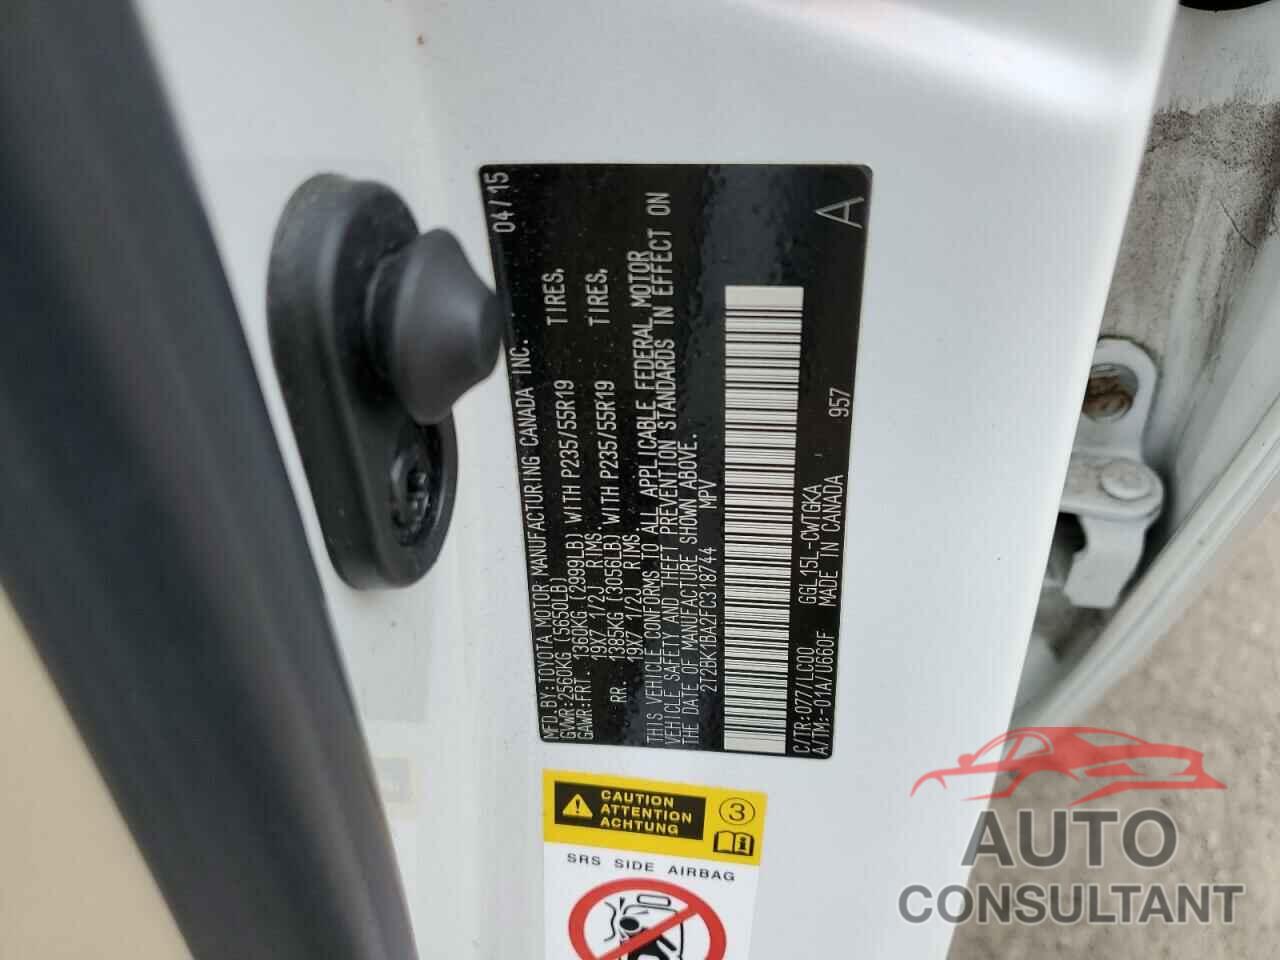 MFD.BY:TOYOTA MOTOR MANUFACTURING CANADA INC. 04/15
GVWR:2560KG (5650LB)
GAWR:FRT. 1360KG (2999LB) WITH P235/55R19 TIRES,
19X7 1/2J RIMS.
RR. 1385KG (3056LB) WITH P235/55R19 TIRES,
19X7 1/2J RIMS.
THIS VEHICLE CONFORMS TO ALL APPLICABLE FEDERAL MOTOR
VEHICLE SAFETY AND THEFT PREVENTION STANDARDS IN EFFECT ON
THE DATE OF MANUFACTURE SHOWN ABOVE.
2T2BK1BA2FC318744 MPV
C/TR:077/LC00 GGL15L-CWTGKA 957 A
A/TM:-01A/U660F MADE IN CANADA
CAUTION
ATTENTION
ACHTUNG
3
SRS SIDE AIRBAG
AUTO
CONSULTANT